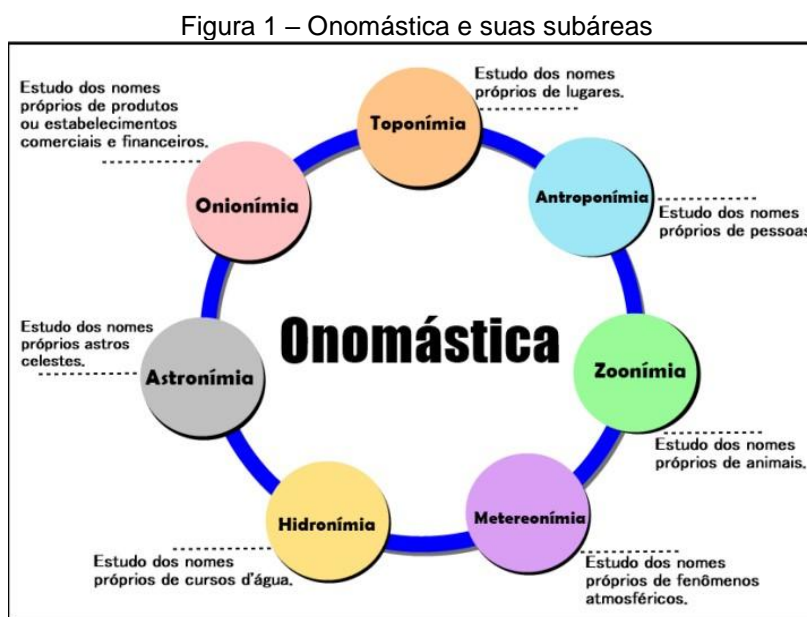 Figura 1 – Onomástica e suas subáreas
Estudo dos nomes
próprios de produtos
ou estabelecimentos
comerciais e financeiros.
Toponímia
Estudo dos nomes
próprios de lugares.
Onionímia
Antroponímia
Estudo dos nomes
próprios de pessoas
Onomástica
Estudo dos nomes
próprios astros
celestes.
Astronímia
Zoonímia
Estudo dos nomes
próprios de animais.
Hidronímia
Metereonímia
Estudo dos nomes
próprios de cursos d'água.
Estudo dos nomes
próprios de fenômenos
atmosféricos.